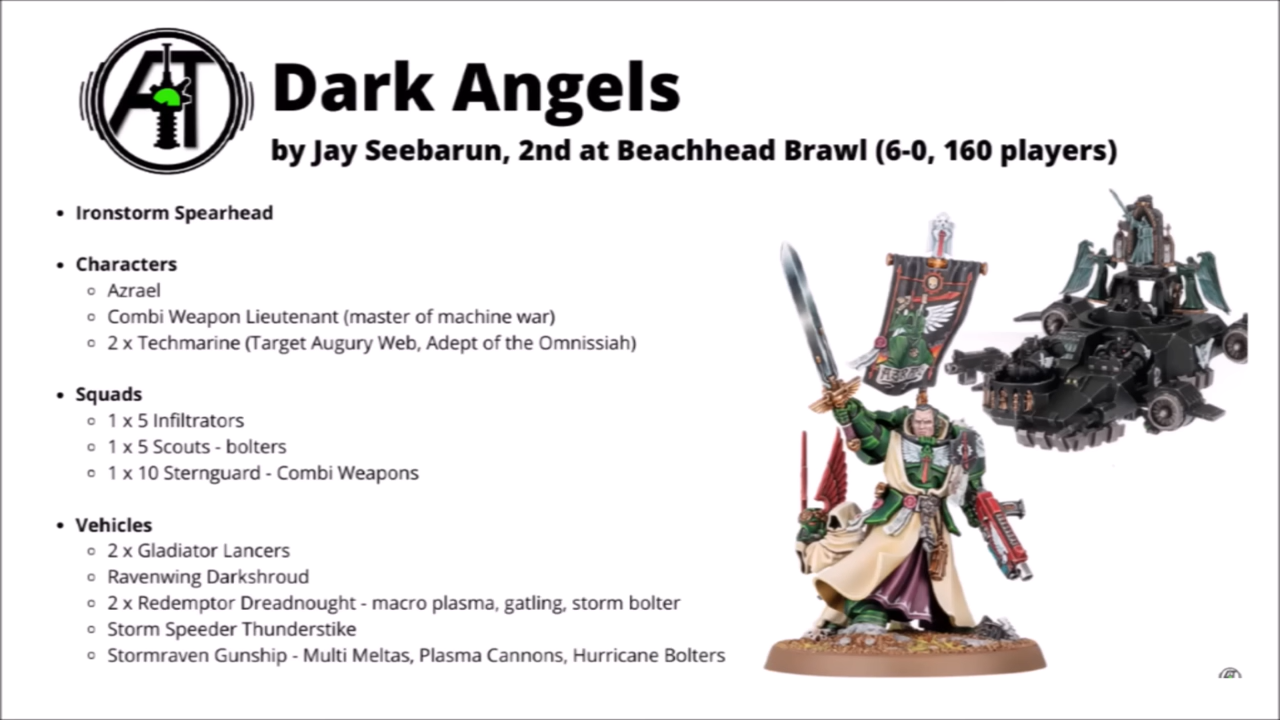 AT
Dark Angels
by Jay Seebarun, 2nd at Beachhead Brawl (6-0, 160 players)
• Ironstorm Spearhead
• Characters
◦ Azrael
◦ Combi Weapon Lieutenant (master of machine war)
◦ 2 x Techmarine (Target Augury Web, Adept of the Omnissiah)
• Squads
◦ 1 x 5 Infiltrators
◦ 1 x 5 Scouts - bolters
◦ 1 x 10 Sternguard - Combi Weapons
• Vehicles
◦ 2 x Gladiator Lancers
◦ Ravenwing Darkshroud
◦ 2 x Redemptor Dreadnought - macro plasma, gatling, storm bolter
◦ Storm Speeder Thunderstike
◦ Stormraven Gunship - Multi Meltas, Plasma Cannons, Hurricane Bolters